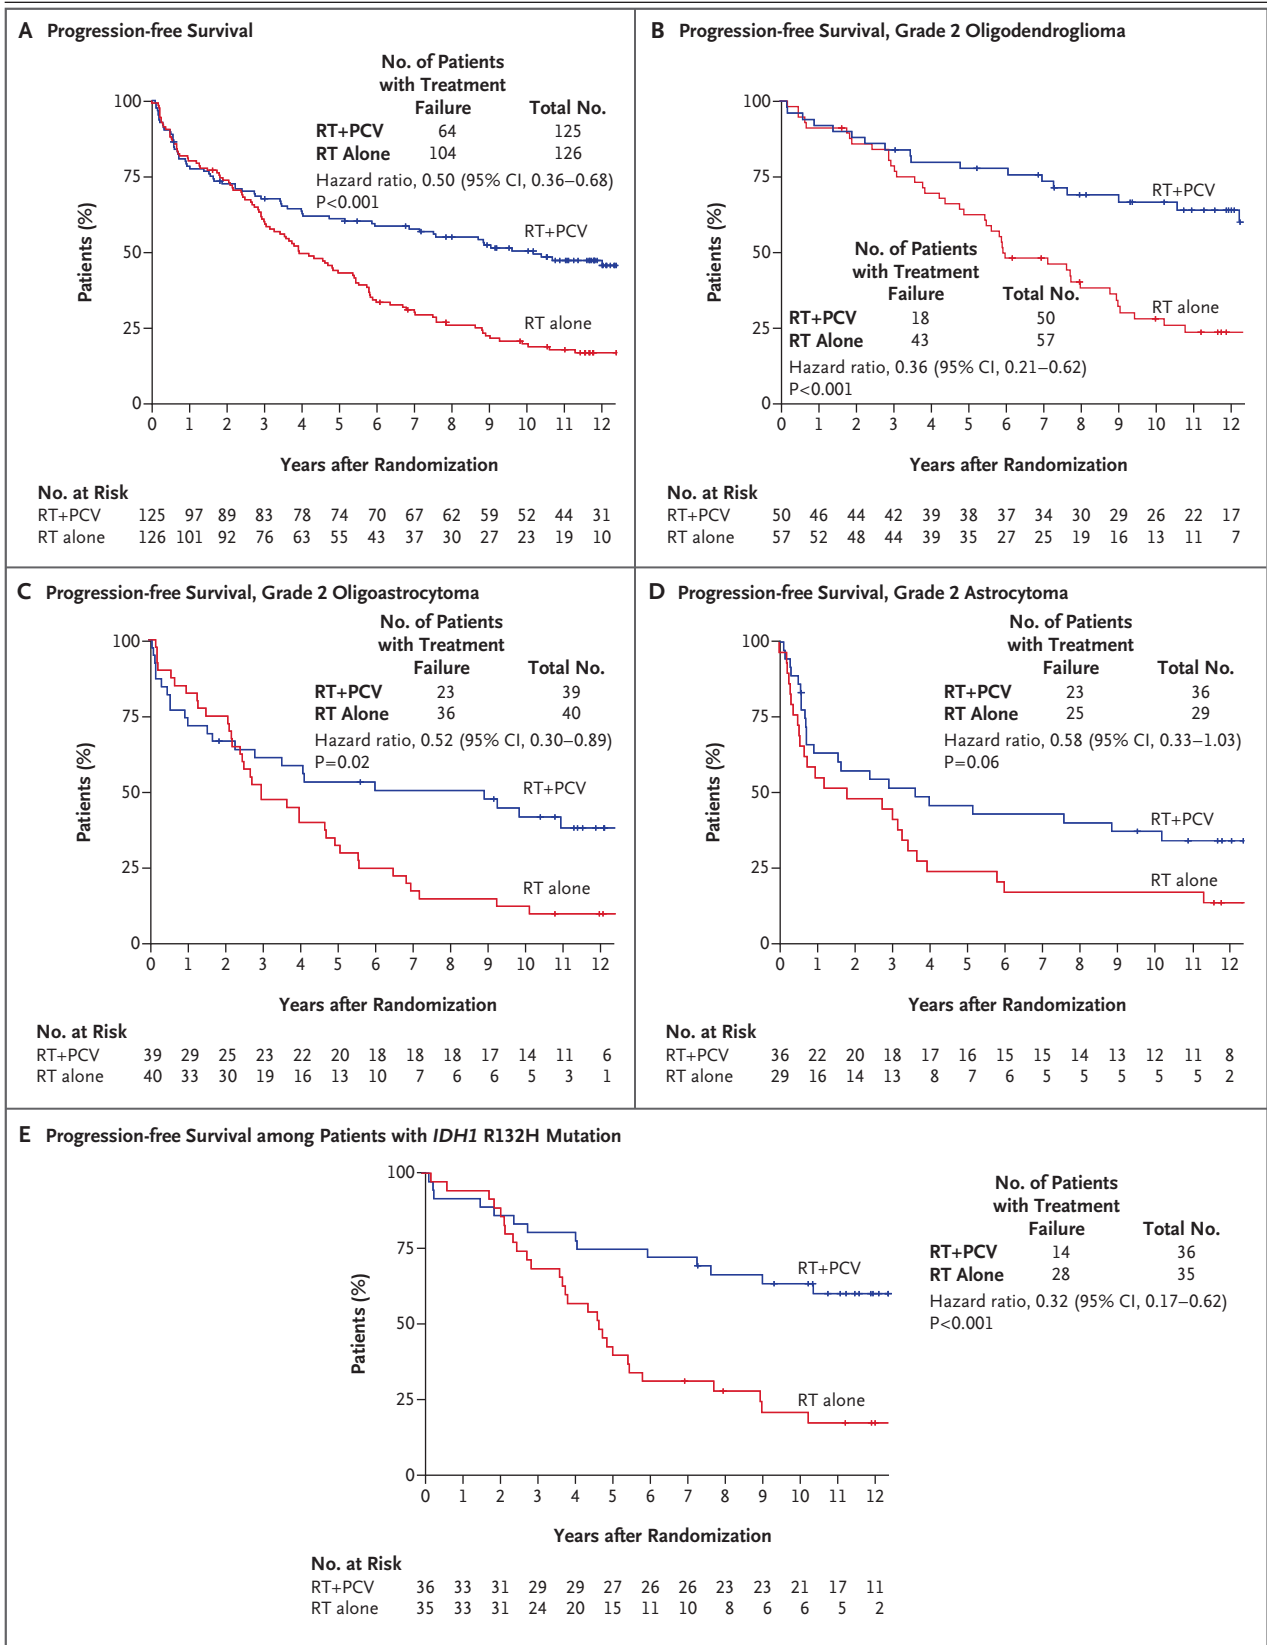 A Progression-free Survival
No. of Patients
with Treatment
Failure Total No.
RT+PCV 64 125
RT Alone 104 126
Hazard ratio, 0.50 (95% CI, 0.36–0.68)
P<0.001
100
75
50
25
0
Patients (%)
RT+PCV
RT alone
0 1 2 3 4 5 6 7 8 9 10 11 12
Years after Randomization
No. at Risk
RT+PCV 125 97 89 83 78 74 70 67 62 59 52 44 31
RT alone 126 101 92 76 63 55 43 37 30 27 23 19 10
B Progression-free Survival, Grade 2 Oligodendroglioma
100
75
50
25
0
Patients (%)
RT+PCV
No. of Patients
with Treatment
Failure Total No.
RT+PCV 18 50
RT Alone 43 57
Hazard ratio, 0.36 (95% CI, 0.21–0.62)
P<0.001
RT alone
0 1 2 3 4 5 6 7 8 9 10 11 12
Years after Randomization
No. at Risk
RT+PCV 50 46 44 42 39 38 37 34 30 29 26 22 17
RT alone 57 52 48 44 39 35 27 25 19 16 13 11 7
C Progression-free Survival, Grade 2 Oligoastrocytoma
No. of Patients
with Treatment
Failure Total No.
RT+PCV 23 39
RT Alone 36 40
Hazard ratio, 0.52 (95% CI, 0.30–0.89)
P=0.02
100
75
50
25
0
Patients (%)
RT+PCV
RT alone
0 1 2 3 4 5 6 7 8 9 10 11 12
Years after Randomization
No. at Risk
RT+PCV 39 29 25 23 22 20 18 18 18 17 14 11 6
RT alone 40 33 30 19 16 13 10 7 6 6 5 3 1
D Progression-free Survival, Grade 2 Astrocytoma
No. of Patients
with Treatment
Failure Total No.
RT+PCV 23 36
RT Alone 25 29
Hazard ratio, 0.58 (95% CI, 0.33–1.03)
P=0.06
100
75
50
25
0
Patients (%)
RT+PCV
RT alone
0 1 2 3 4 5 6 7 8 9 10 11 12
Years after Randomization
No. at Risk
RT+PCV 36 22 20 18 17 16 15 15 14 13 12 11 8
RT alone 29 16 14 13 8 7 6 5 5 5 5 5 2
E Progression-free Survival among Patients with IDH1 R132H Mutation
100
75
50
25
0
Patients (%)
RT+PCV
RT alone
No. of Patients
with Treatment
Failure Total No.
RT+PCV 14 36
RT Alone 28 35
Hazard ratio, 0.32 (95% CI, 0.17–0.62)
P<0.001
0 1 2 3 4 5 6 7 8 9 10 11 12
Years after Randomization
No. at Risk
RT+PCV 36 33 31 29 29 27 26 26 23 23 21 17 11
RT alone 35 33 31 24 20 15 11 10 8 6 6 5 2